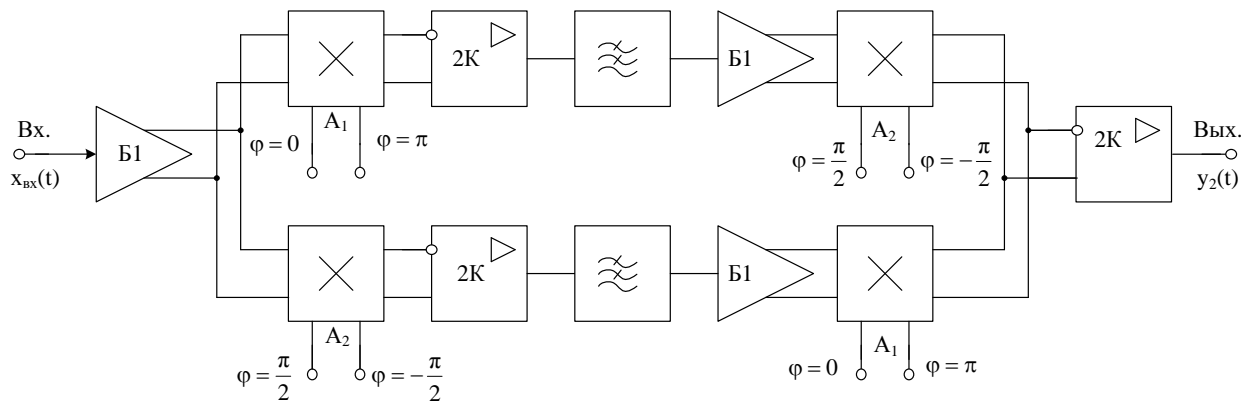 Вх.
x_вх(t)
Б1
A₁
φ = 0
φ = π
2К
Б1
A₂
φ = π/2
φ = −π/2
2К
Вых.
y₂(t)
A₂
φ = π/2
φ = −π/2
2К
Б1
A₁
φ = 0
φ = π